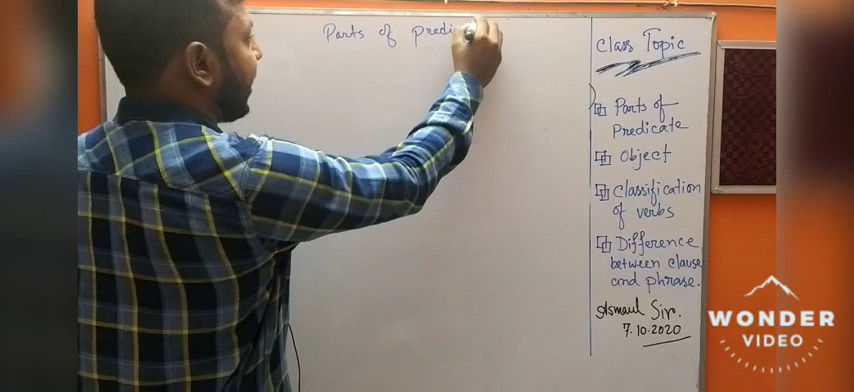 Parts of predi
Class Topic
Parts of
Predicate
Object
Classification
of verbs
Difference
between clause
and phrase.
Asmaul Sir.
7.10.2020
WONDER
VIDEO